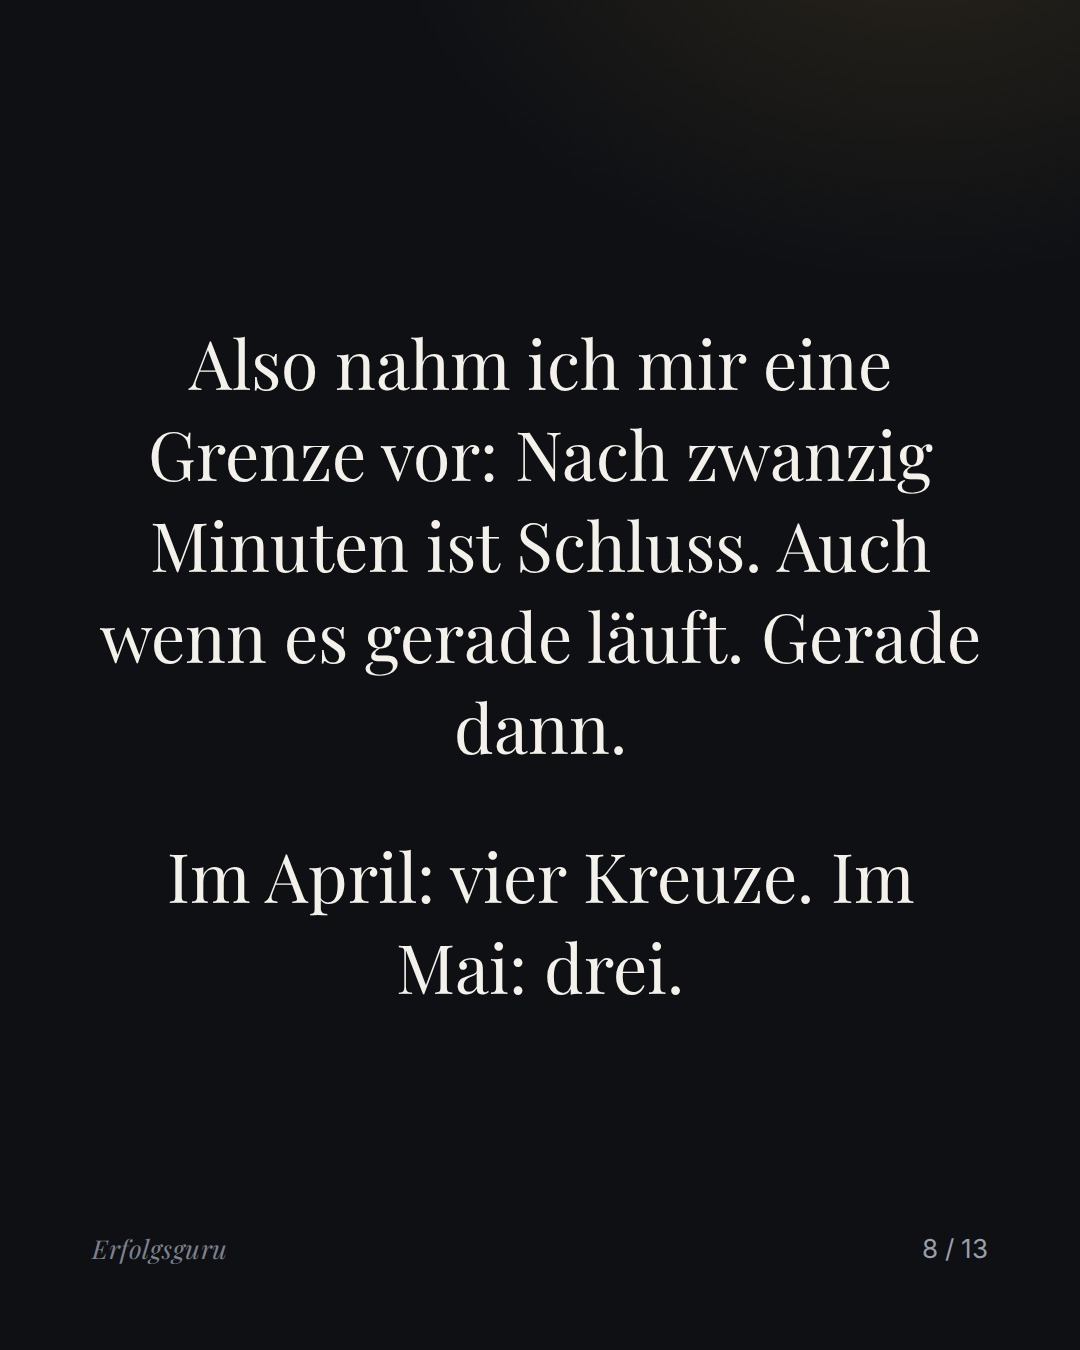 Also nahm ich mir eine
Grenze vor: Nach zwanzig
Minuten ist Schluss. Auch
wenn es gerade läuft. Gerade
dann.
Im April: vier Kreuze. Im
Mai: drei.
Erfolgsguru
8 / 13